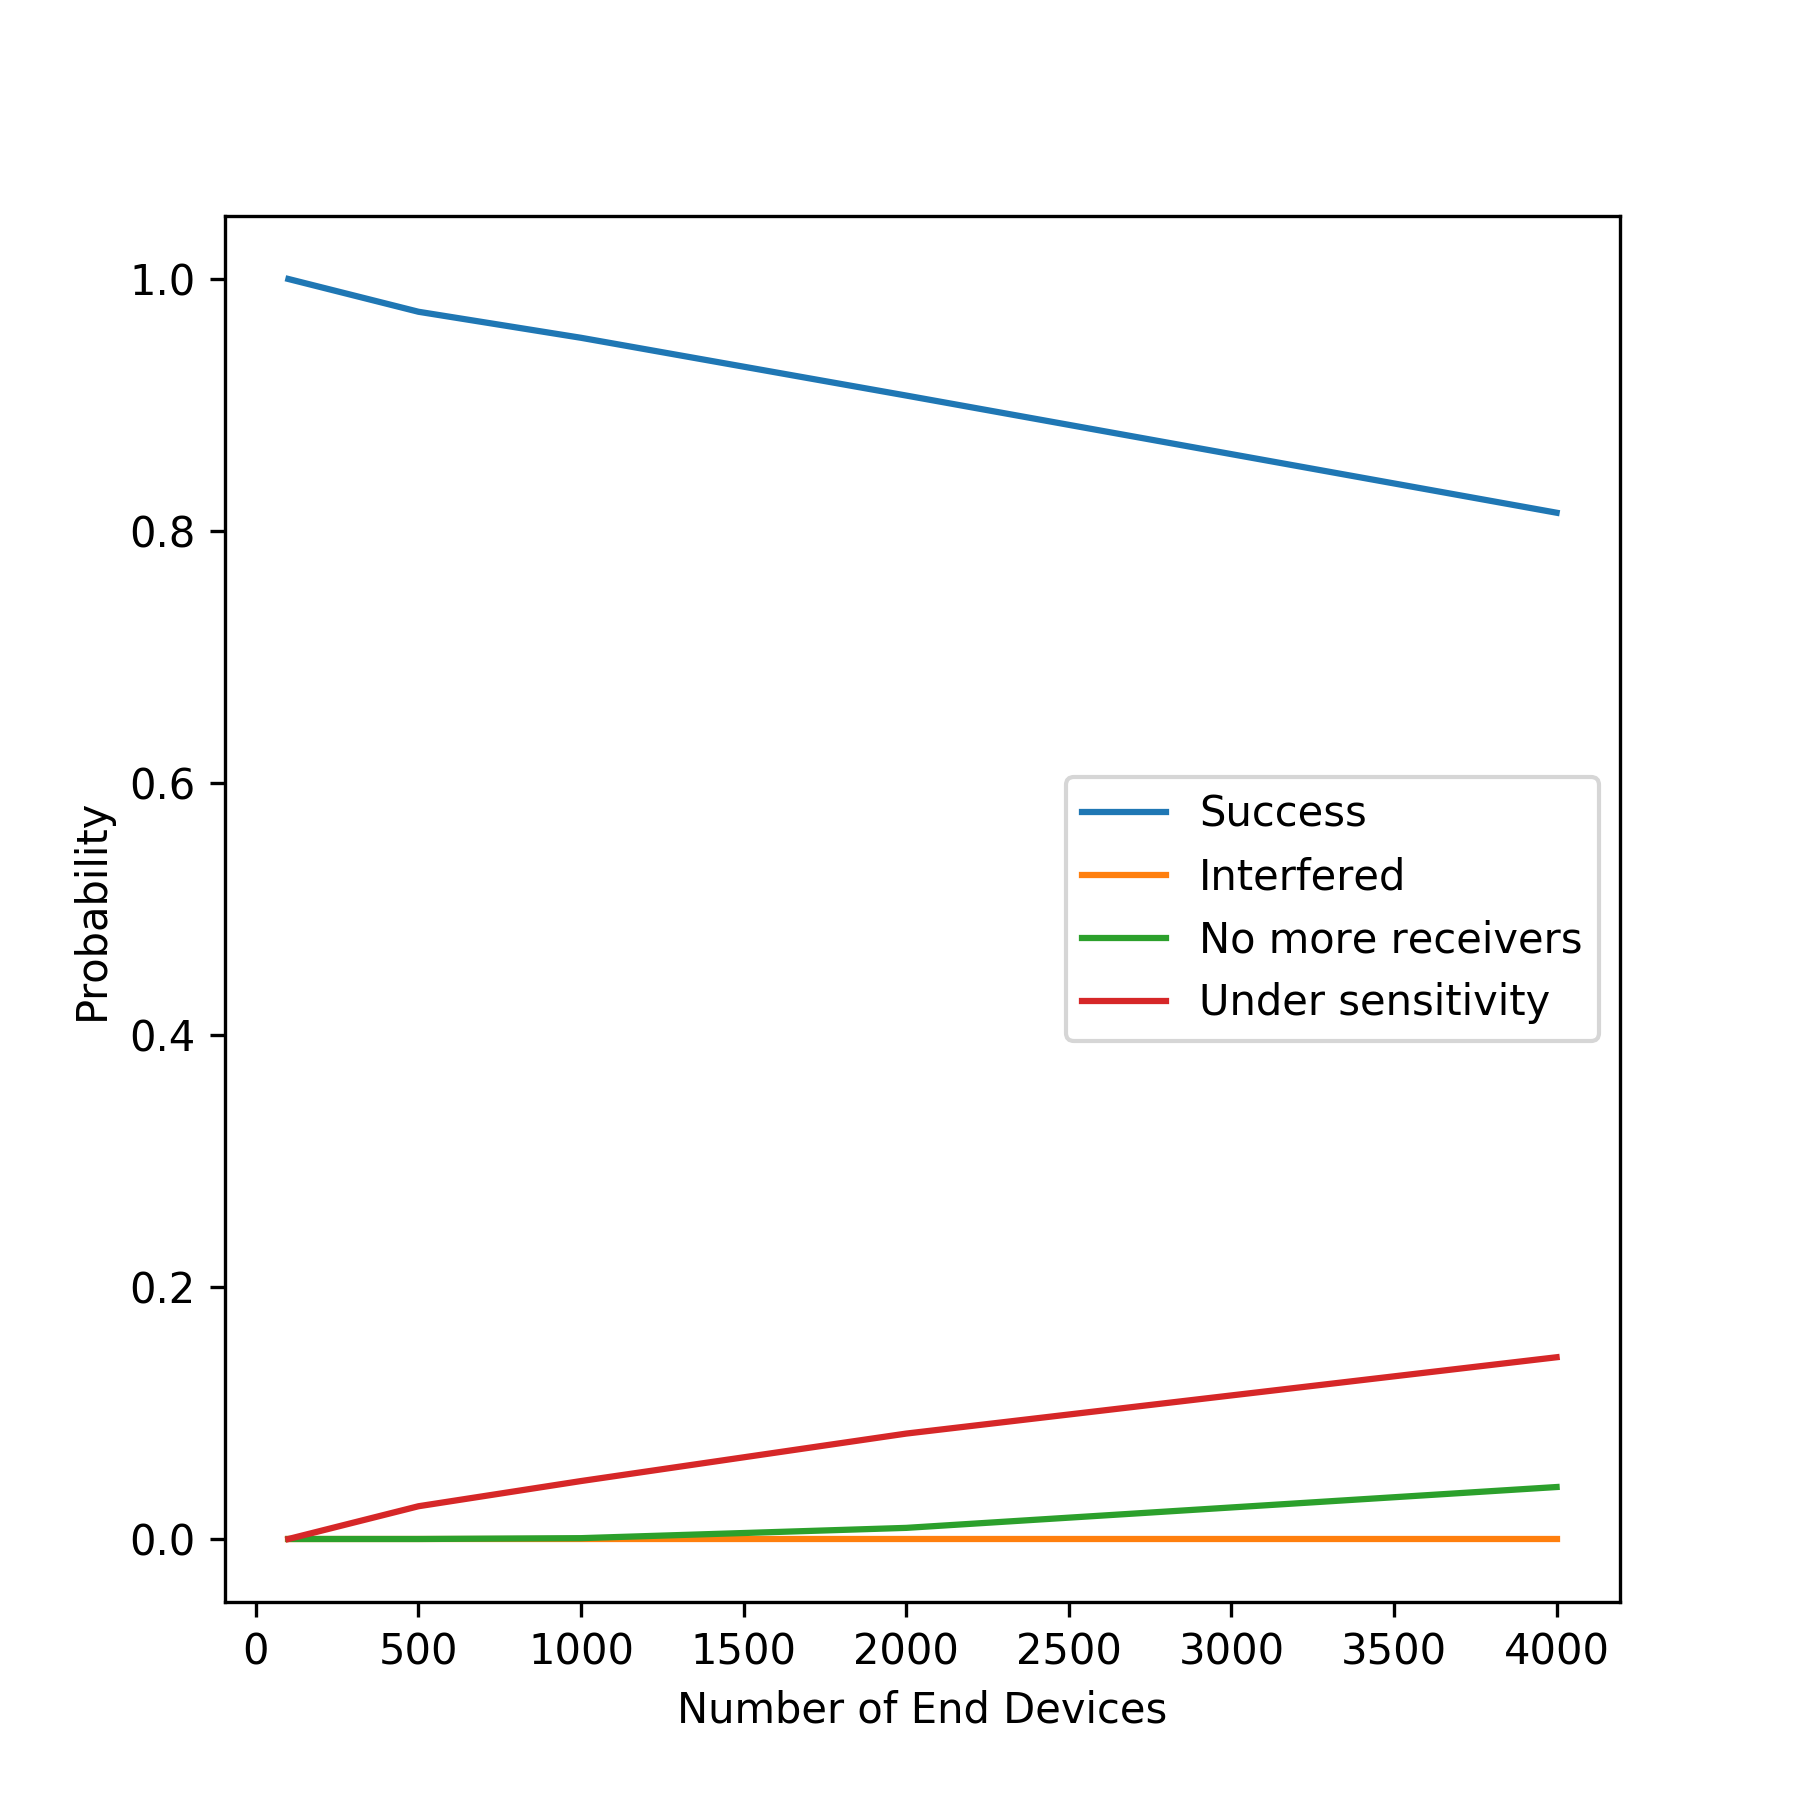 1.0
0.8
0.6
0.4
0.2
0.0
Probability
Success
Interfered
No more receivers
Under sensitivity
0 500 1000 1500 2000 2500 3000 3500 4000
Number of End Devices